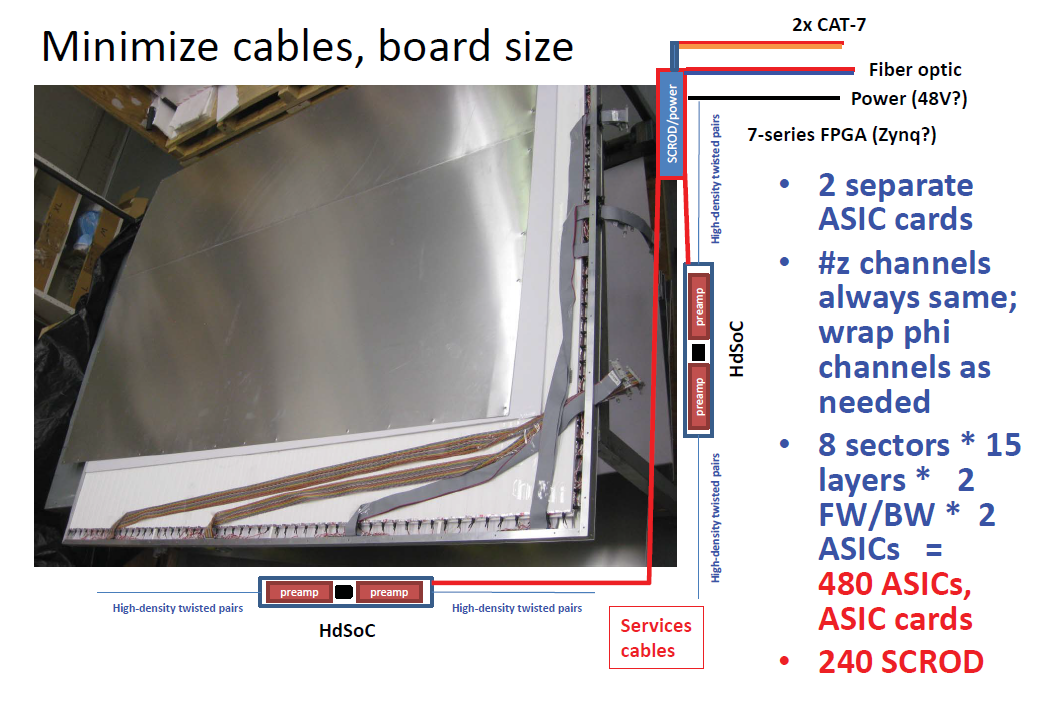 Minimize cables, board size
2x CAT-7
Fiber optic
Power (48V?)
7-series FPGA (Zynq?)
SCROD/power
High-density twisted pairs
preamp
preamp
HdSoC
High-density twisted pairs
• 2 separate
ASIC cards
• #z channels
always same;
wrap phi
channels as
needed
• 8 sectors * 15
layers * 2
FW/BW * 2
ASICs =
480 ASICs,
ASIC cards
• 240 SCROD
preamp
preamp
High-density twisted pairs
High-density twisted pairs
HdSoC
Services
cables